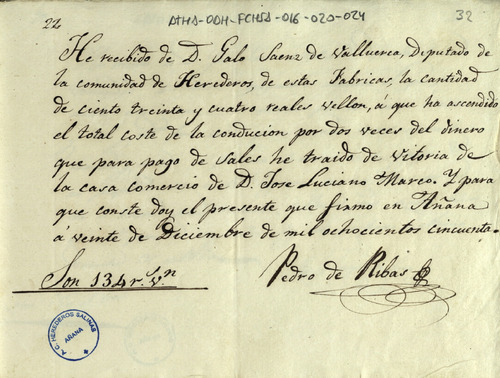 22
ATHA-DDH-FCHSA-016-020-024
32
He recibido de D. Galo Saenz de Valluerca, Deputado de
la comunidad de Herederos, de estas Fabricas, la cantidad
de ciento treinta y cuatro reales vellon, á que ha ascendido
el total coste de la conducion por dos veces del dinero
que para pago de sales he traido de Vitoria de
la casa comercio de D. Jose Luciano Marco. Y para
que conste doy el presente que firmo en Añana
á veinte de Diciembre de mil ochocientos cincuenta.
Son 134 r.s v.n
Pedro de Ribas
A.C. HEREDEROS SALINAS
AÑANA